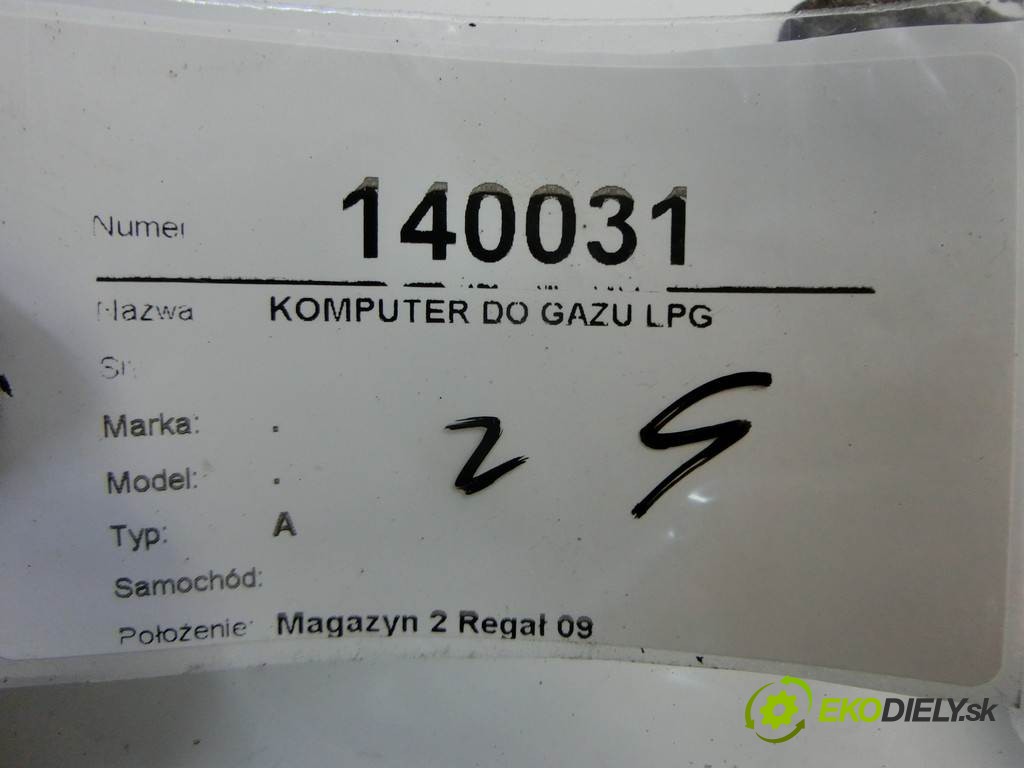 Numer 140031
Nazwa KOMPUTER DO GAZU LPG
Marka: .
Model: .
2
Typ: A
Samochód:
Położenie: Magazyn 2 Regał 09
EKODIELY.sk